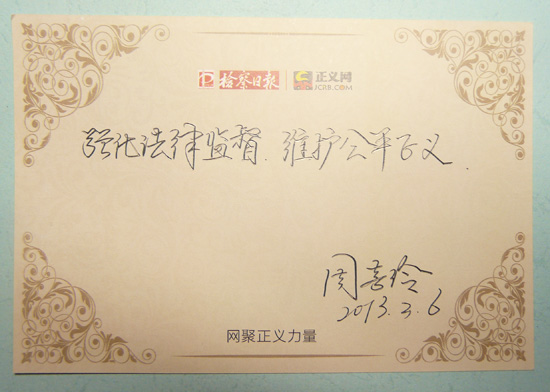 检察日报 正义网
JCRB.COM
强化法律监督、维护公平正义.
周喜玲
2013.3.6
网聚正义力量